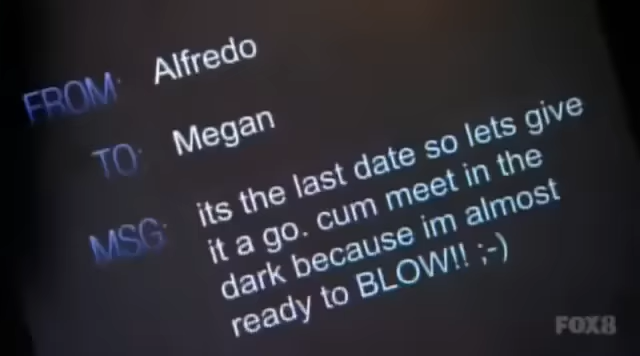 FROM: Alfredo
TO: Megan
MSG: its the last date so lets give
it a go. cum meet in the
dark because im almost
ready to BLOW!! ;-)
FOX8